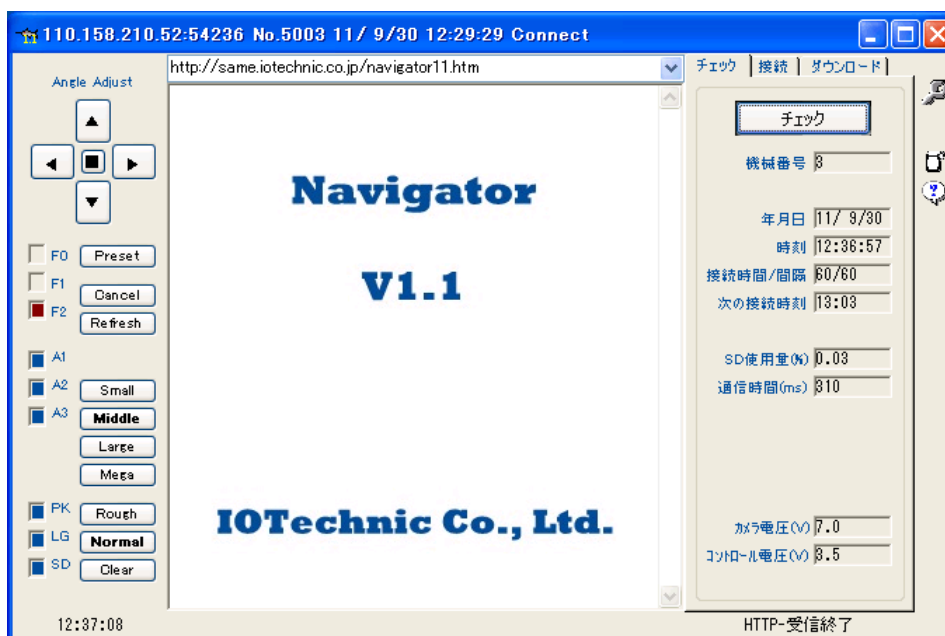 110.158.210.52:54236 No.5003 11/ 9/30 12:29:29 Connect
Angle Adjust
F0 Preset
F1
Cancel
F2
Refresh
A1
A2 Small
A3 Middle
Large
Mega
PK Rough
LG Normal
SD Clear
12:37:08
http://same.iotechnic.co.jp/navigator11.htm
Navigator
V1.1
IOTechnic Co., Ltd.
チェック 接続 ダウンロード
チェック
機械番号 3
年月日 11/ 9/30
時刻 12:36:57
接続時間/間隔 60/60
次の接続時刻 13:03
SD使用量(%) 0.03
通信時間(ms) 310
カメラ電圧(V) 7.0
コントロール電圧(V) 3.5
HTTP-受信終了